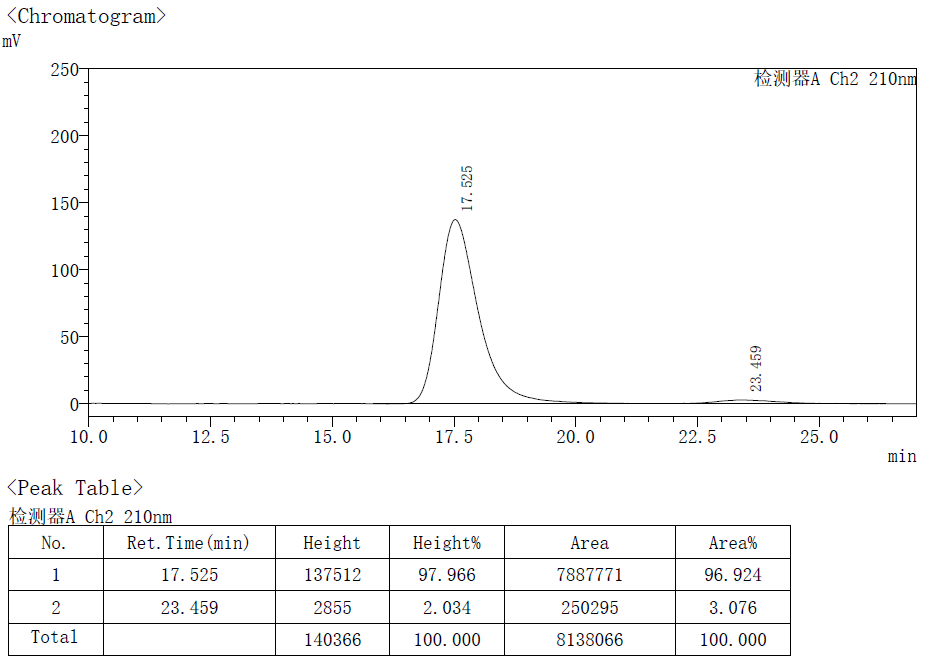 <Chromatogram>
mV
检测器A Ch2 210nm
250
200
150
100
50
0
17.525
23.459
10.0 12.5 15.0 17.5 20.0 22.5 25.0
min
<Peak Table>
检测器A Ch2 210nm
No. Ret.Time(min) Height Height% Area Area%
1 17.525 137512 97.966 7887771 96.924
2 23.459 2855 2.034 250295 3.076
Total 140366 100.000 8138066 100.000